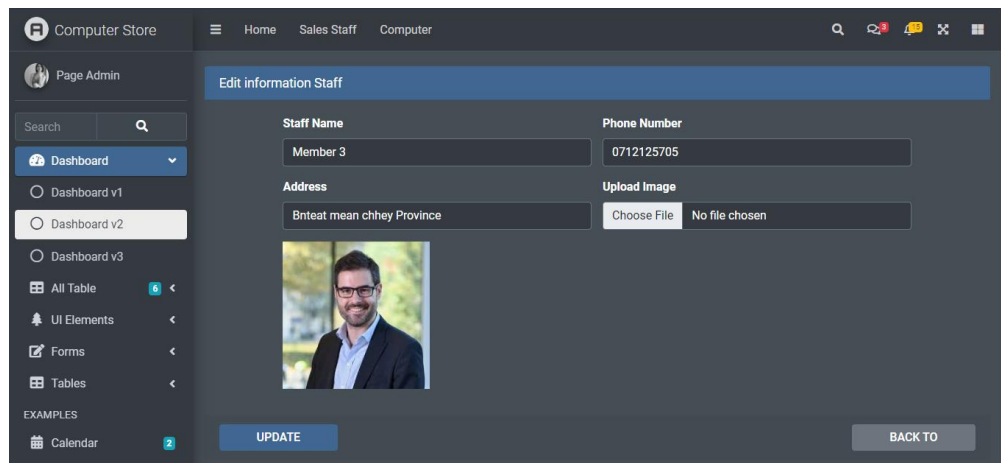 Computer Store
Home Sales Staff Computer
3
15
Page Admin
Edit information Staff
Search
Staff Name
Phone Number
Member 3
0712125705
Dashboard
Address
Upload Image
Dashboard v1
Bnteat mean chhey Province
Choose File No file chosen
Dashboard v2
Dashboard v3
All Table 6
UI Elements
Forms
Tables
EXAMPLES
Calendar 2
UPDATE
BACK TO